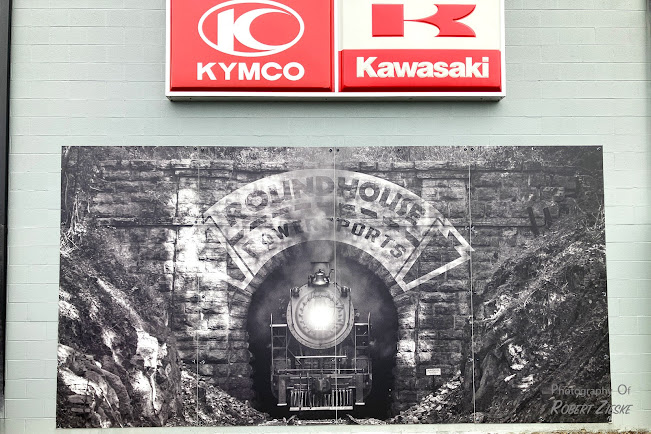 KYMCO
Kawasaki
ROUNDHOUSE
POWERSPORTS
Photography Of
ROBERT ZIESKE